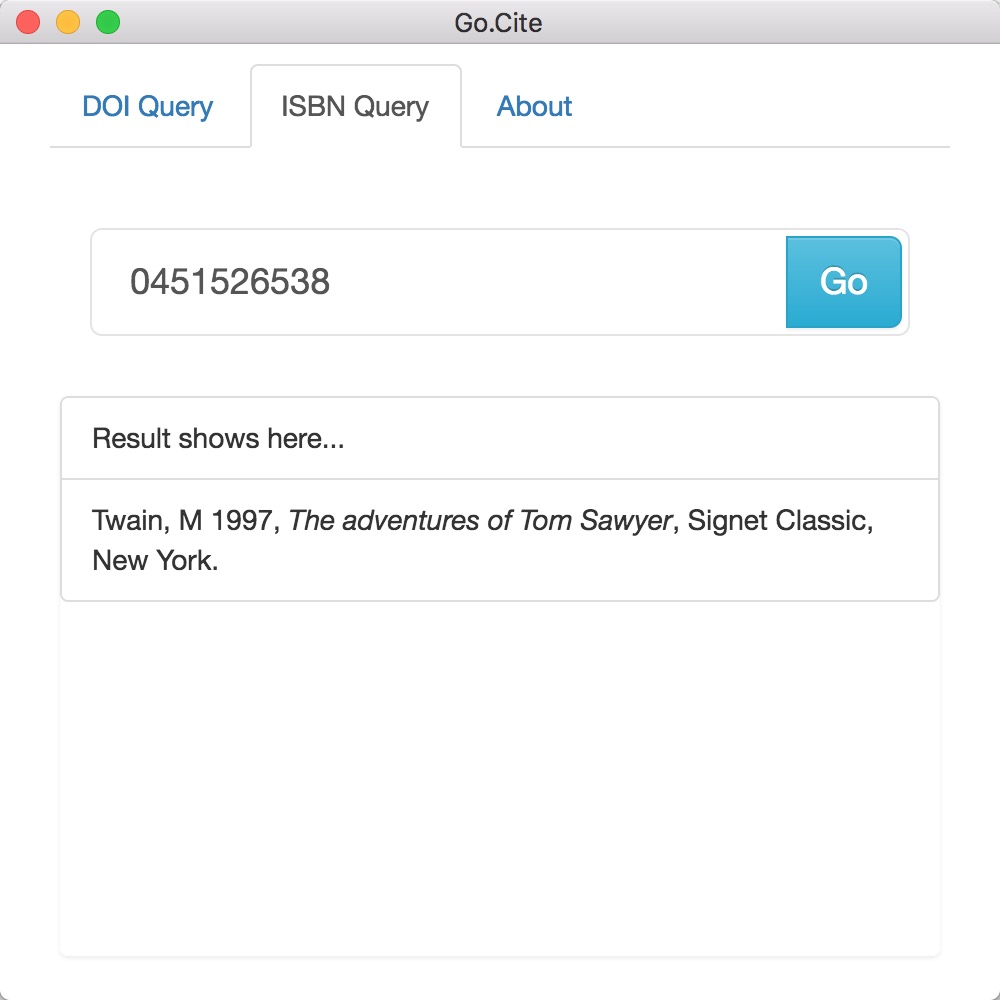 Go.Cite
DOI Query
ISBN Query
About
0451526538
Go
Result shows here...
Twain, M 1997, The adventures of Tom Sawyer, Signet Classic,
New York.